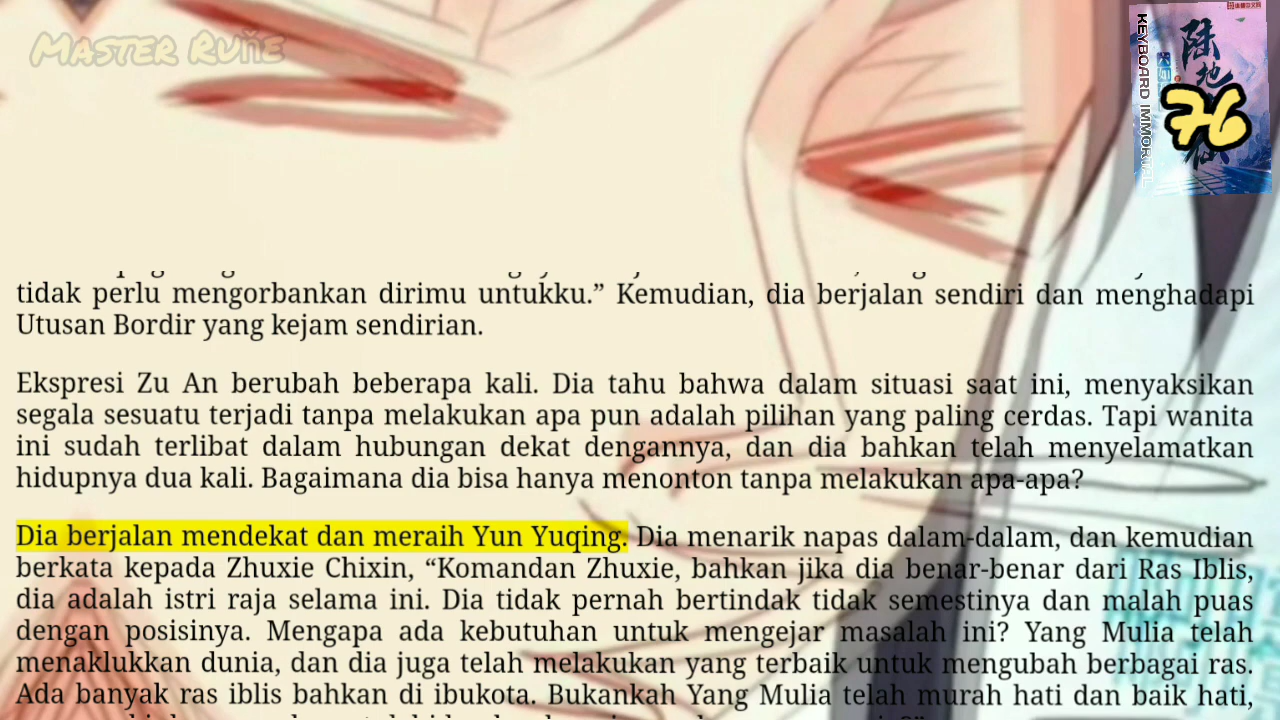 Master Ruñe
KEYBOARD IMMORTAL
陆地
76
tidak perlu mengorbankan dirimu untukku.” Kemudian, dia berjalan sendiri dan menghadapi
Utusan Bordir yang kejam sendirian.
Ekspresi Zu An berubah beberapa kali. Dia tahu bahwa dalam situasi saat ini, menyaksikan
segala sesuatu terjadi tanpa melakukan apa pun adalah pilihan yang paling cerdas. Tapi wanita
ini sudah terlibat dalam hubungan dekat dengannya, dan dia bahkan telah menyelamatkan
hidupnya dua kali. Bagaimana dia bisa hanya menonton tanpa melakukan apa-apa?
Dia berjalan mendekat dan meraih Yun Yuqing. Dia menarik napas dalam-dalam, dan kemudian
berkata kepada Zhuxie Chixin, “Komandan Zhuxie, bahkan jika dia benar-benar dari Ras Iblis,
dia adalah istri raja selama ini. Dia tidak pernah bertindak tidak semestinya dan malah puas
dengan posisinya. Mengapa ada kebutuhan untuk mengejar masalah ini? Yang Mulia telah
menaklukkan dunia, dan dia juga telah melakukan yang terbaik untuk mengubah berbagai ras.
Ada banyak ras iblis bahkan di ibukota. Bukankah Yang Mulia telah murah hati dan baik hati,